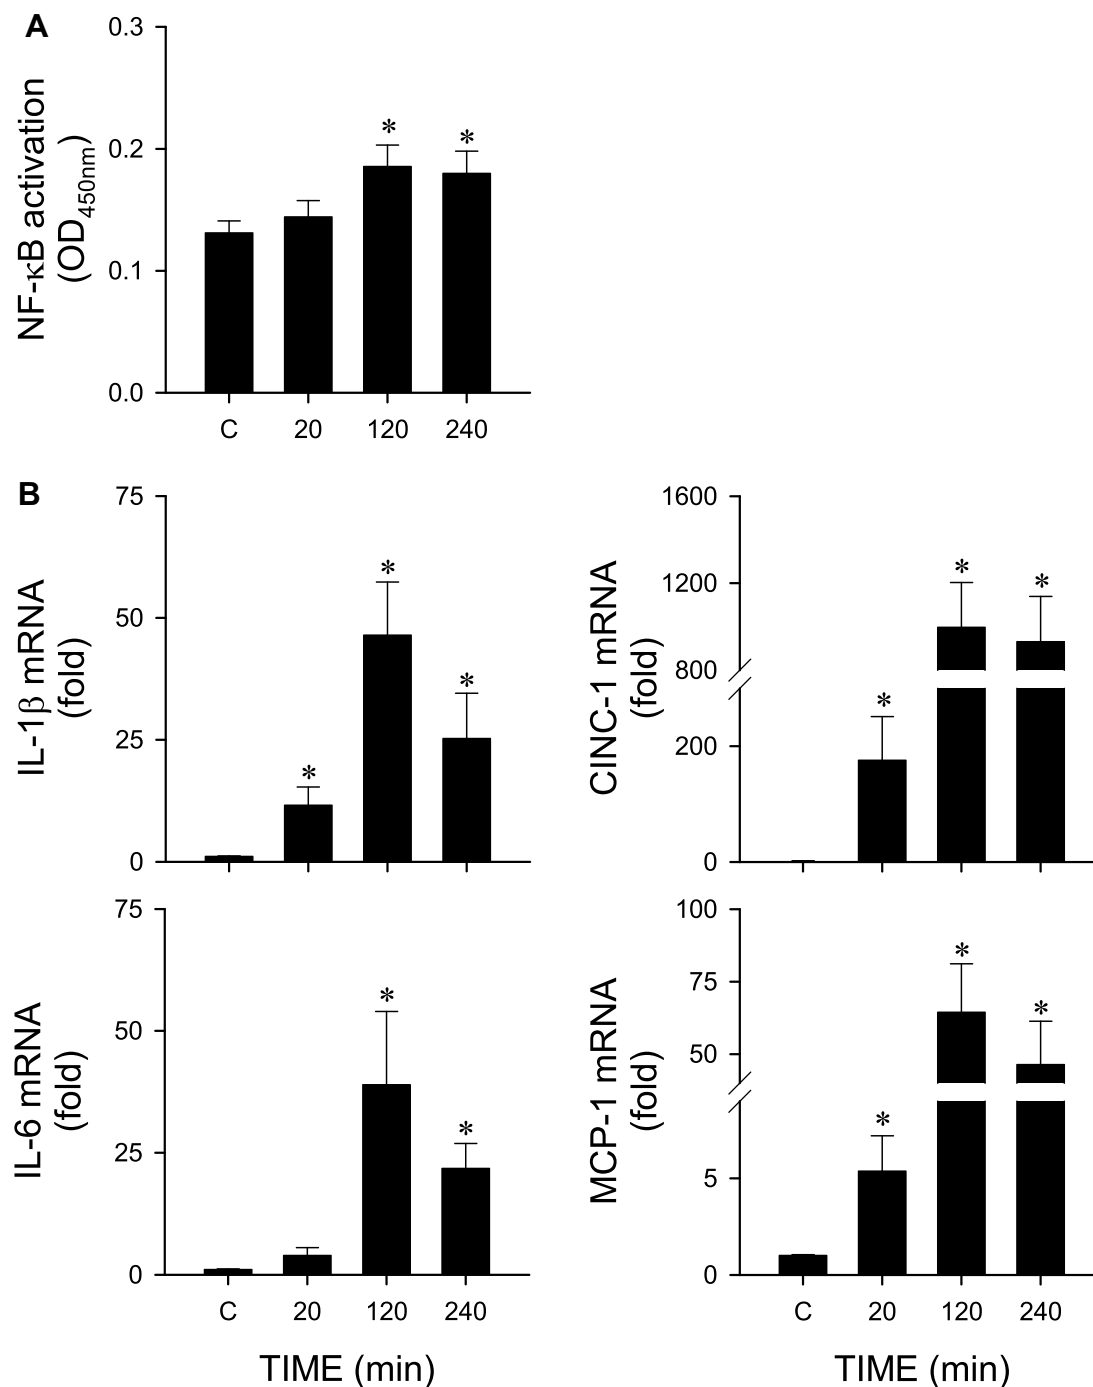 A
NF-κB activation
(OD450nm)
0.3
0.2
0.1
0.0
*
*
C 20 120 240
B
IL-1β mRNA
(fold)
75
50
25
0
*
*
*
CINC-1 mRNA
(fold)
1600
1200
800
200
0
*
*
*
IL-6 mRNA
(fold)
75
50
25
0
*
*
C 20 120 240
TIME (min)
MCP-1 mRNA
(fold)
100
75
50
5
0
*
*
*
C 20 120 240
TIME (min)